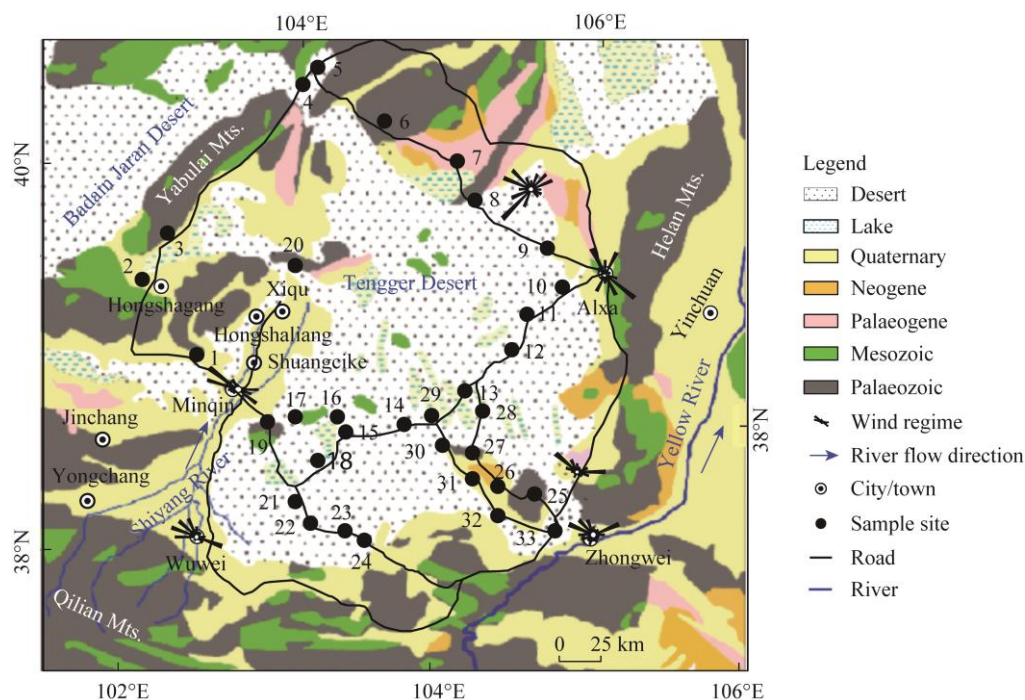 104°E
106°E
5
4
6
Badain Jaran Desert
Yabulai Mts.
40°N
7
8
Helan Mts.
3
9
2
20
Hongshagang
Xiqu
Tengger Desert
10
Alxa
Yinchuan
Hongshaliang
11
1
Shuangcike
12
Minqin
13
Jinchang
17
16
14
29
28
38°N
19
15
30
27
Yellow River
18
Yongchang
Shiyang River
31
26
25
21
22
23
32
33
24
38°N
Wuwei
Zhongwei
Qilian Mts.
0 25 km
102°E
104°E
106°E
Legend
Desert
Lake
Quaternary
Neogene
Palaeogene
Mesozoic
Palaeozoic
Wind regime
River flow direction
City/town
Sample site
Road
River